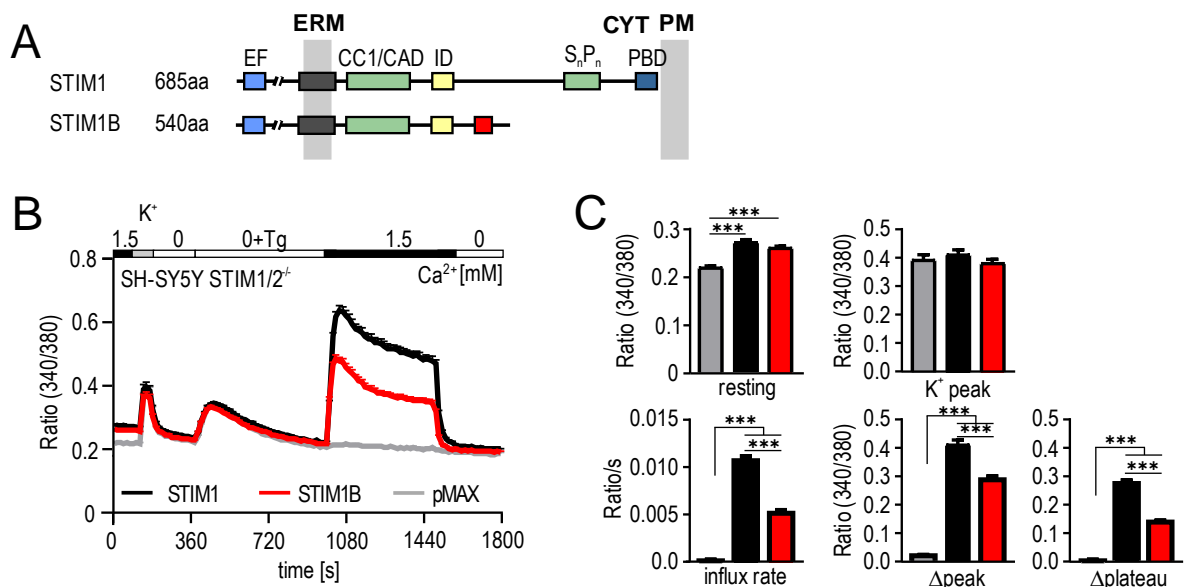 A
ERM
CYT PM
EF
CC1/CAD
ID
SₙPₙ
PBD
STIM1 685aa
STIM1B 540aa
B
K⁺
1.5 0 0+Tg 1.5 0
SH-SY5Y STIM1/2⁻/⁻
Ca²⁺[mM]
Ratio (340/380)
0.8
0.6
0.4
0.2
0
STIM1 STIM1B pMAX
0 360 720 1080 1440 1800
time [s]
C
Ratio (340/380)
0.3
0.2
0.1
0.0
***
***
resting
Ratio (340/380)
0.5
0.4
0.3
0.2
0.1
0.0
K⁺ peak
Ratio/s
0.015
0.010
0.005
0.0
***
***
influx rate
Ratio (340/380)
0.5
0.4
0.3
0.2
0.1
0.0
***
***
Δpeak
0.5
0.4
0.3
0.2
0.1
0.0
***
***
Δplateau